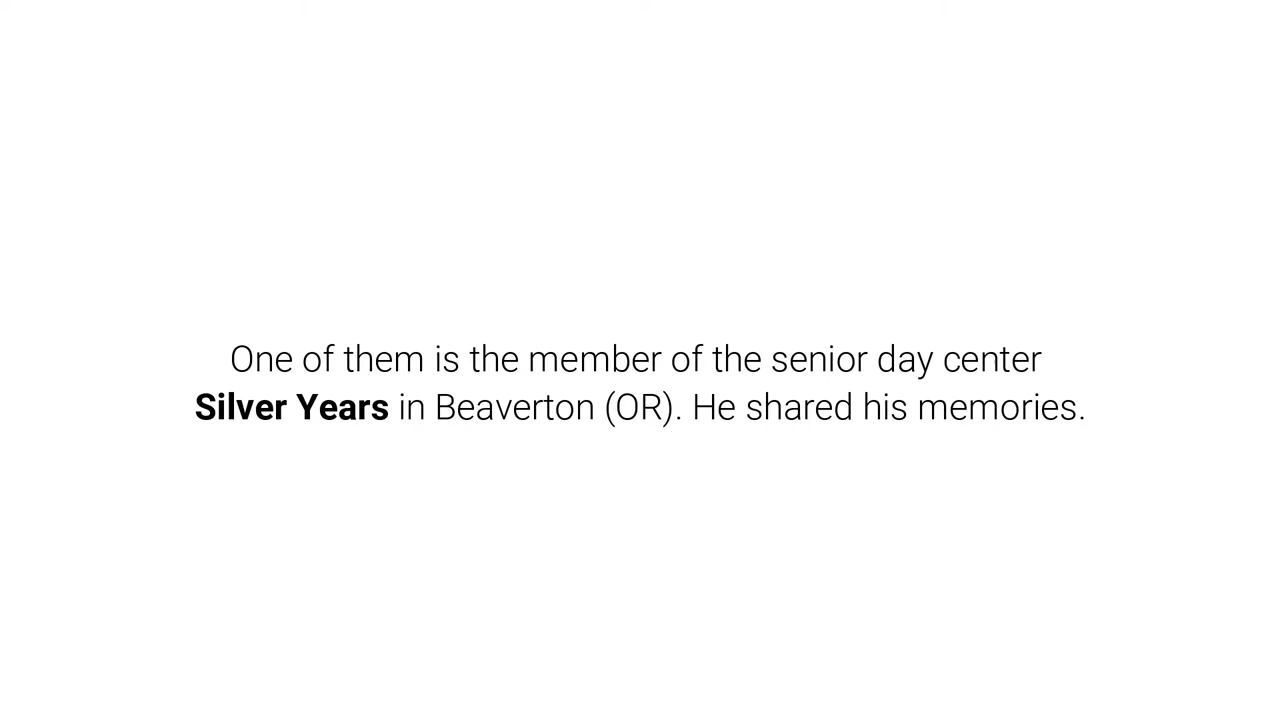 One of them is the member of the senior day center
Silver Years in Beaverton (OR). He shared his memories.